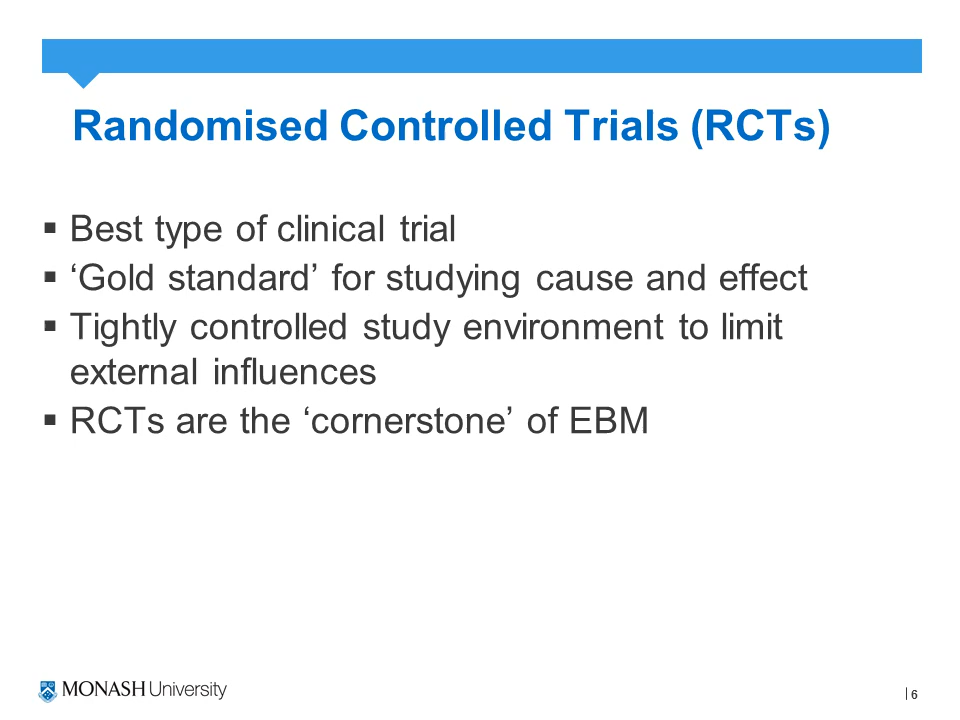 Randomised Controlled Trials (RCTs)
▪ Best type of clinical trial
▪ ‘Gold standard’ for studying cause and effect
▪ Tightly controlled study environment to limit
external influences
▪ RCTs are the ‘cornerstone’ of EBM
MONASH University
| 6